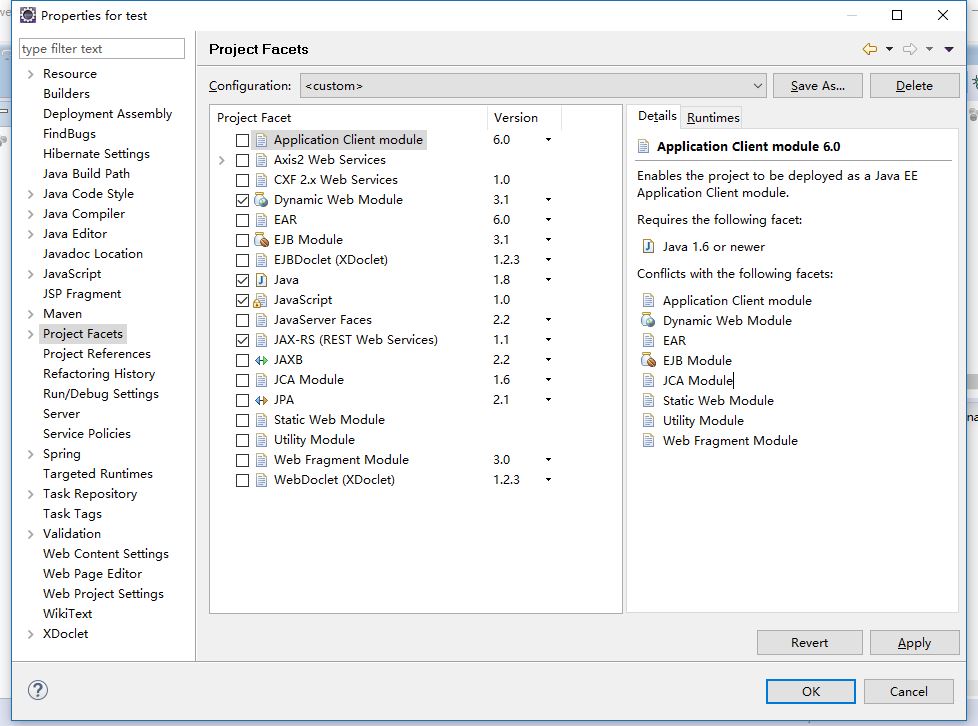 Properties for test
type filter text
Resource
Builders
Deployment Assembly
FindBugs
Hibernate Settings
Java Build Path
Java Code Style
Java Compiler
Java Editor
Javadoc Location
JavaScript
JSP Fragment
Maven
Project Facets
Project References
Refactoring History
Run/Debug Settings
Server
Service Policies
Spring
Targeted Runtimes
Task Repository
Task Tags
Validation
Web Content Settings
Web Page Editor
Web Project Settings
WikiText
XDoclet
Project Facets
Configuration: <custom> Save As... Delete
Project Facet Version
Application Client module 6.0
Axis2 Web Services
CXF 2.x Web Services 1.0
Dynamic Web Module 3.1
EAR 6.0
EJB Module 3.1
EJBDoclet (XDoclet) 1.2.3
Java 1.8
JavaScript 1.0
JavaServer Faces 2.2
JAX-RS (REST Web Services) 1.1
JAXB 2.2
JCA Module 1.6
JPA 2.1
Static Web Module
Utility Module
Web Fragment Module 3.0
WebDoclet (XDoclet) 1.2.3
Details Runtimes
Application Client module 6.0
Enables the project to be deployed as a Java EE
Application Client module.
Requires the following facet:
Java 1.6 or newer
Conflicts with the following facets:
Application Client module
Dynamic Web Module
EAR
EJB Module
JCA Module
Static Web Module
Utility Module
Web Fragment Module
Revert Apply
OK Cancel